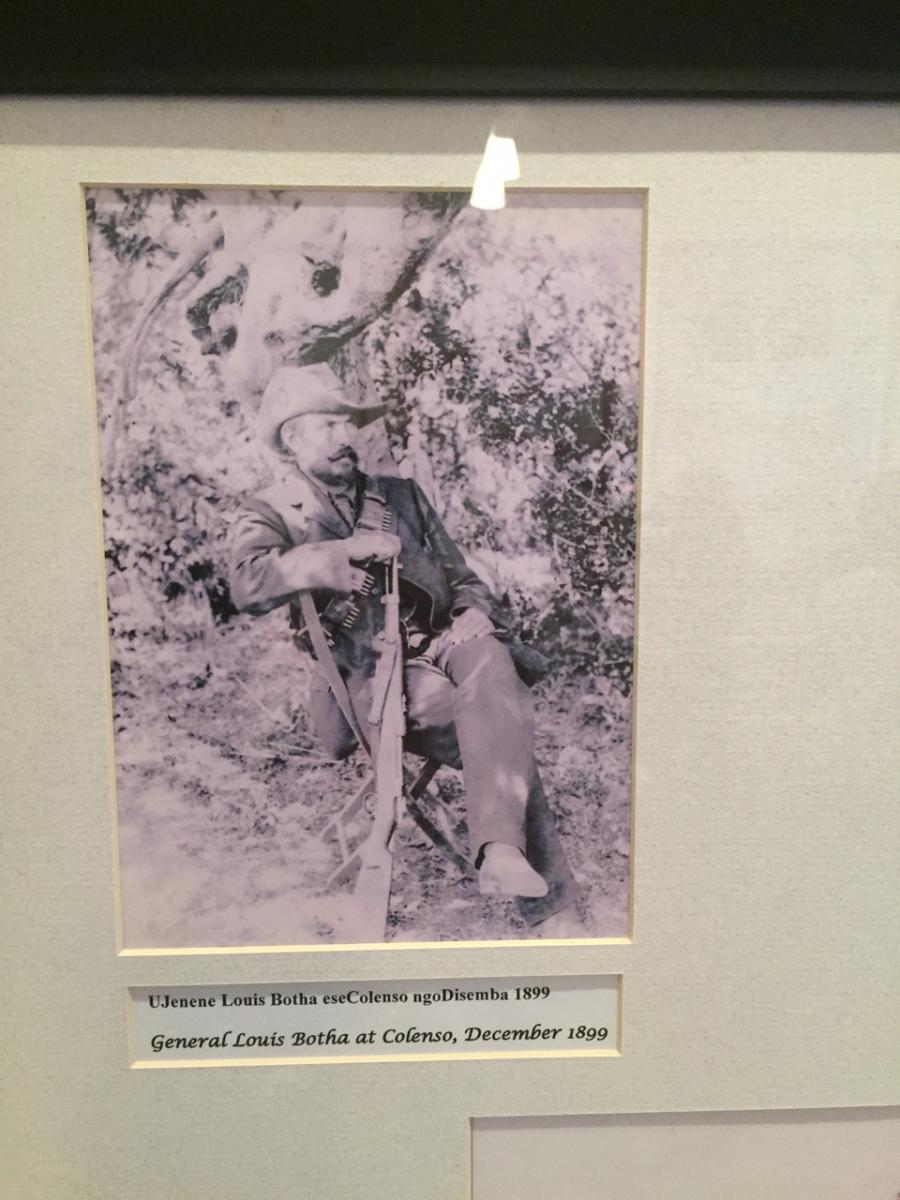 UJenene Louis Botha eseColenso ngoDisemba 1899
General Louis Botha at Colenso, December 1899